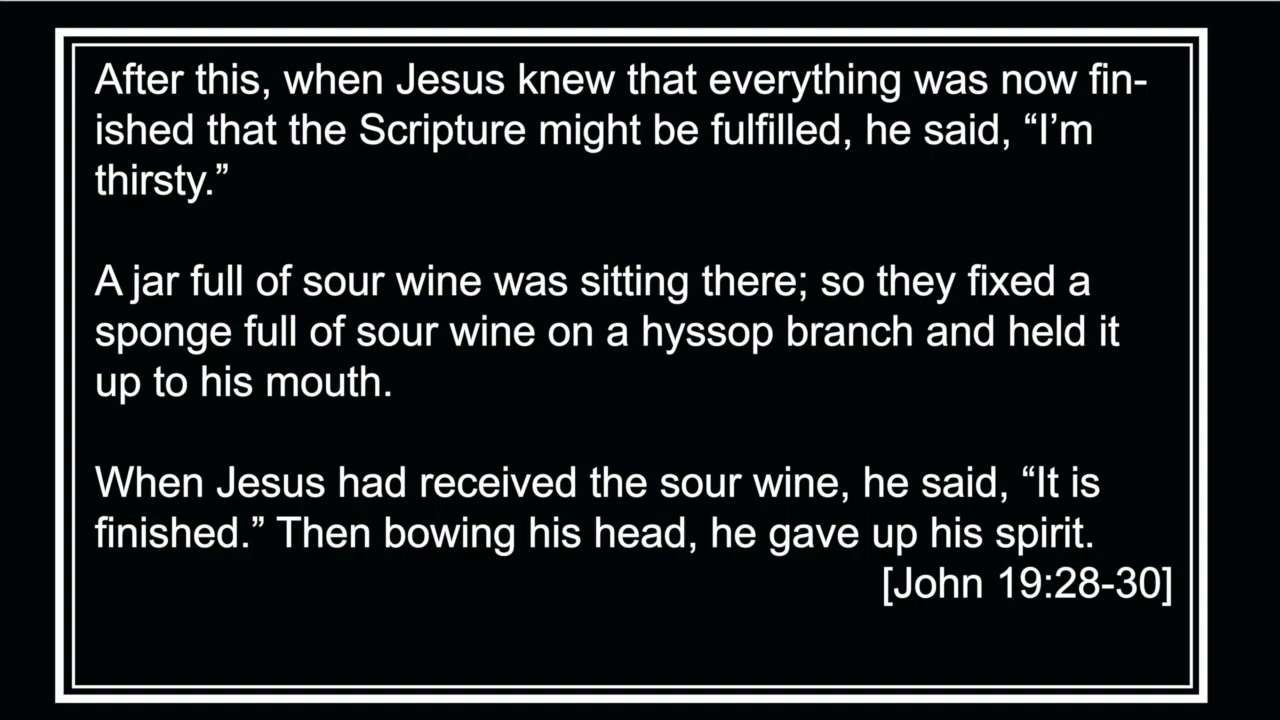 After this, when Jesus knew that everything was now fin-
ished that the Scripture might be fulfilled, he said, “I’m
thirsty.”
A jar full of sour wine was sitting there; so they fixed a
sponge full of sour wine on a hyssop branch and held it
up to his mouth.
When Jesus had received the sour wine, he said, “It is
finished.” Then bowing his head, he gave up his spirit.
[John 19:28-30]